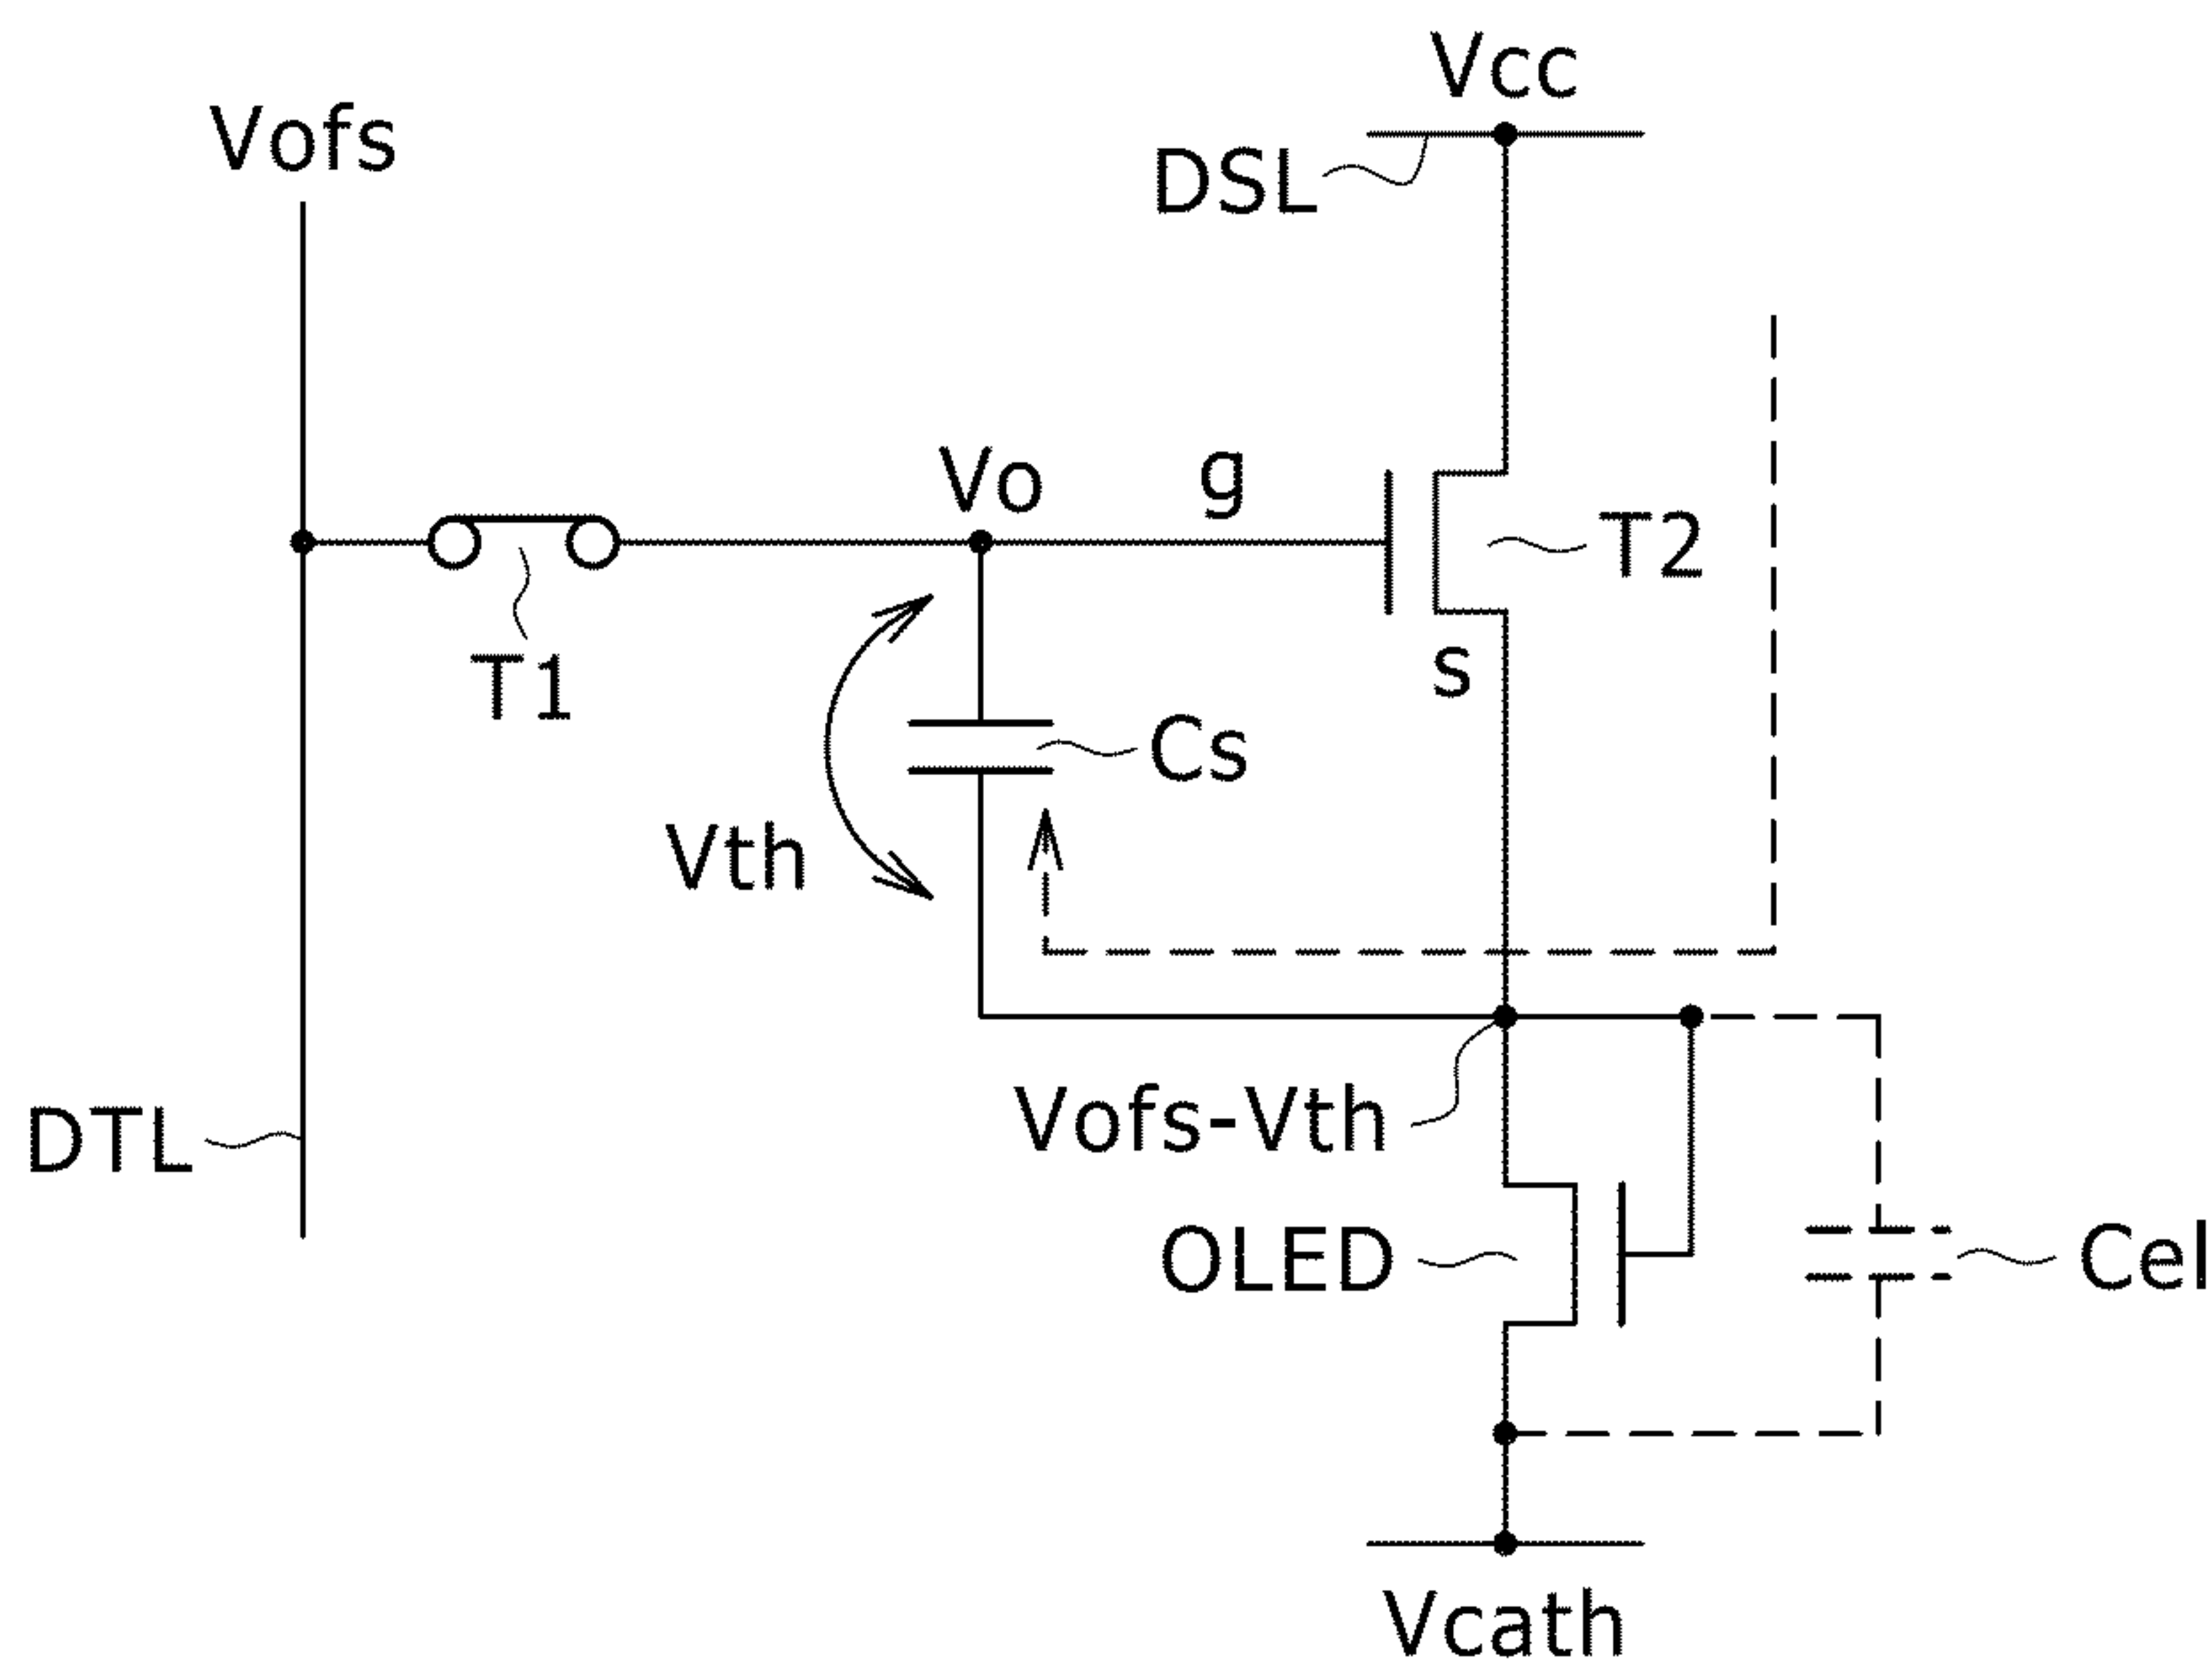 Vcc
Vofs
DSL
Vo
g
T2
T1
s
Cs
Vth
Vofs-Vth
DTL
OLED
Cel
Vcath